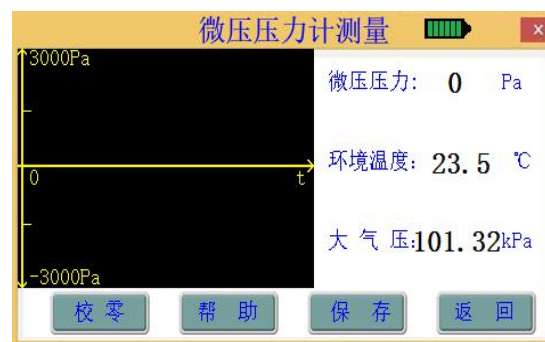 微压压力计测量
3000Pa
0
t
-3000Pa
微压压力: 0 Pa
环境温度: 23.5 ℃
大 气 压:101.32kPa
校 零 帮 助 保 存 返 回